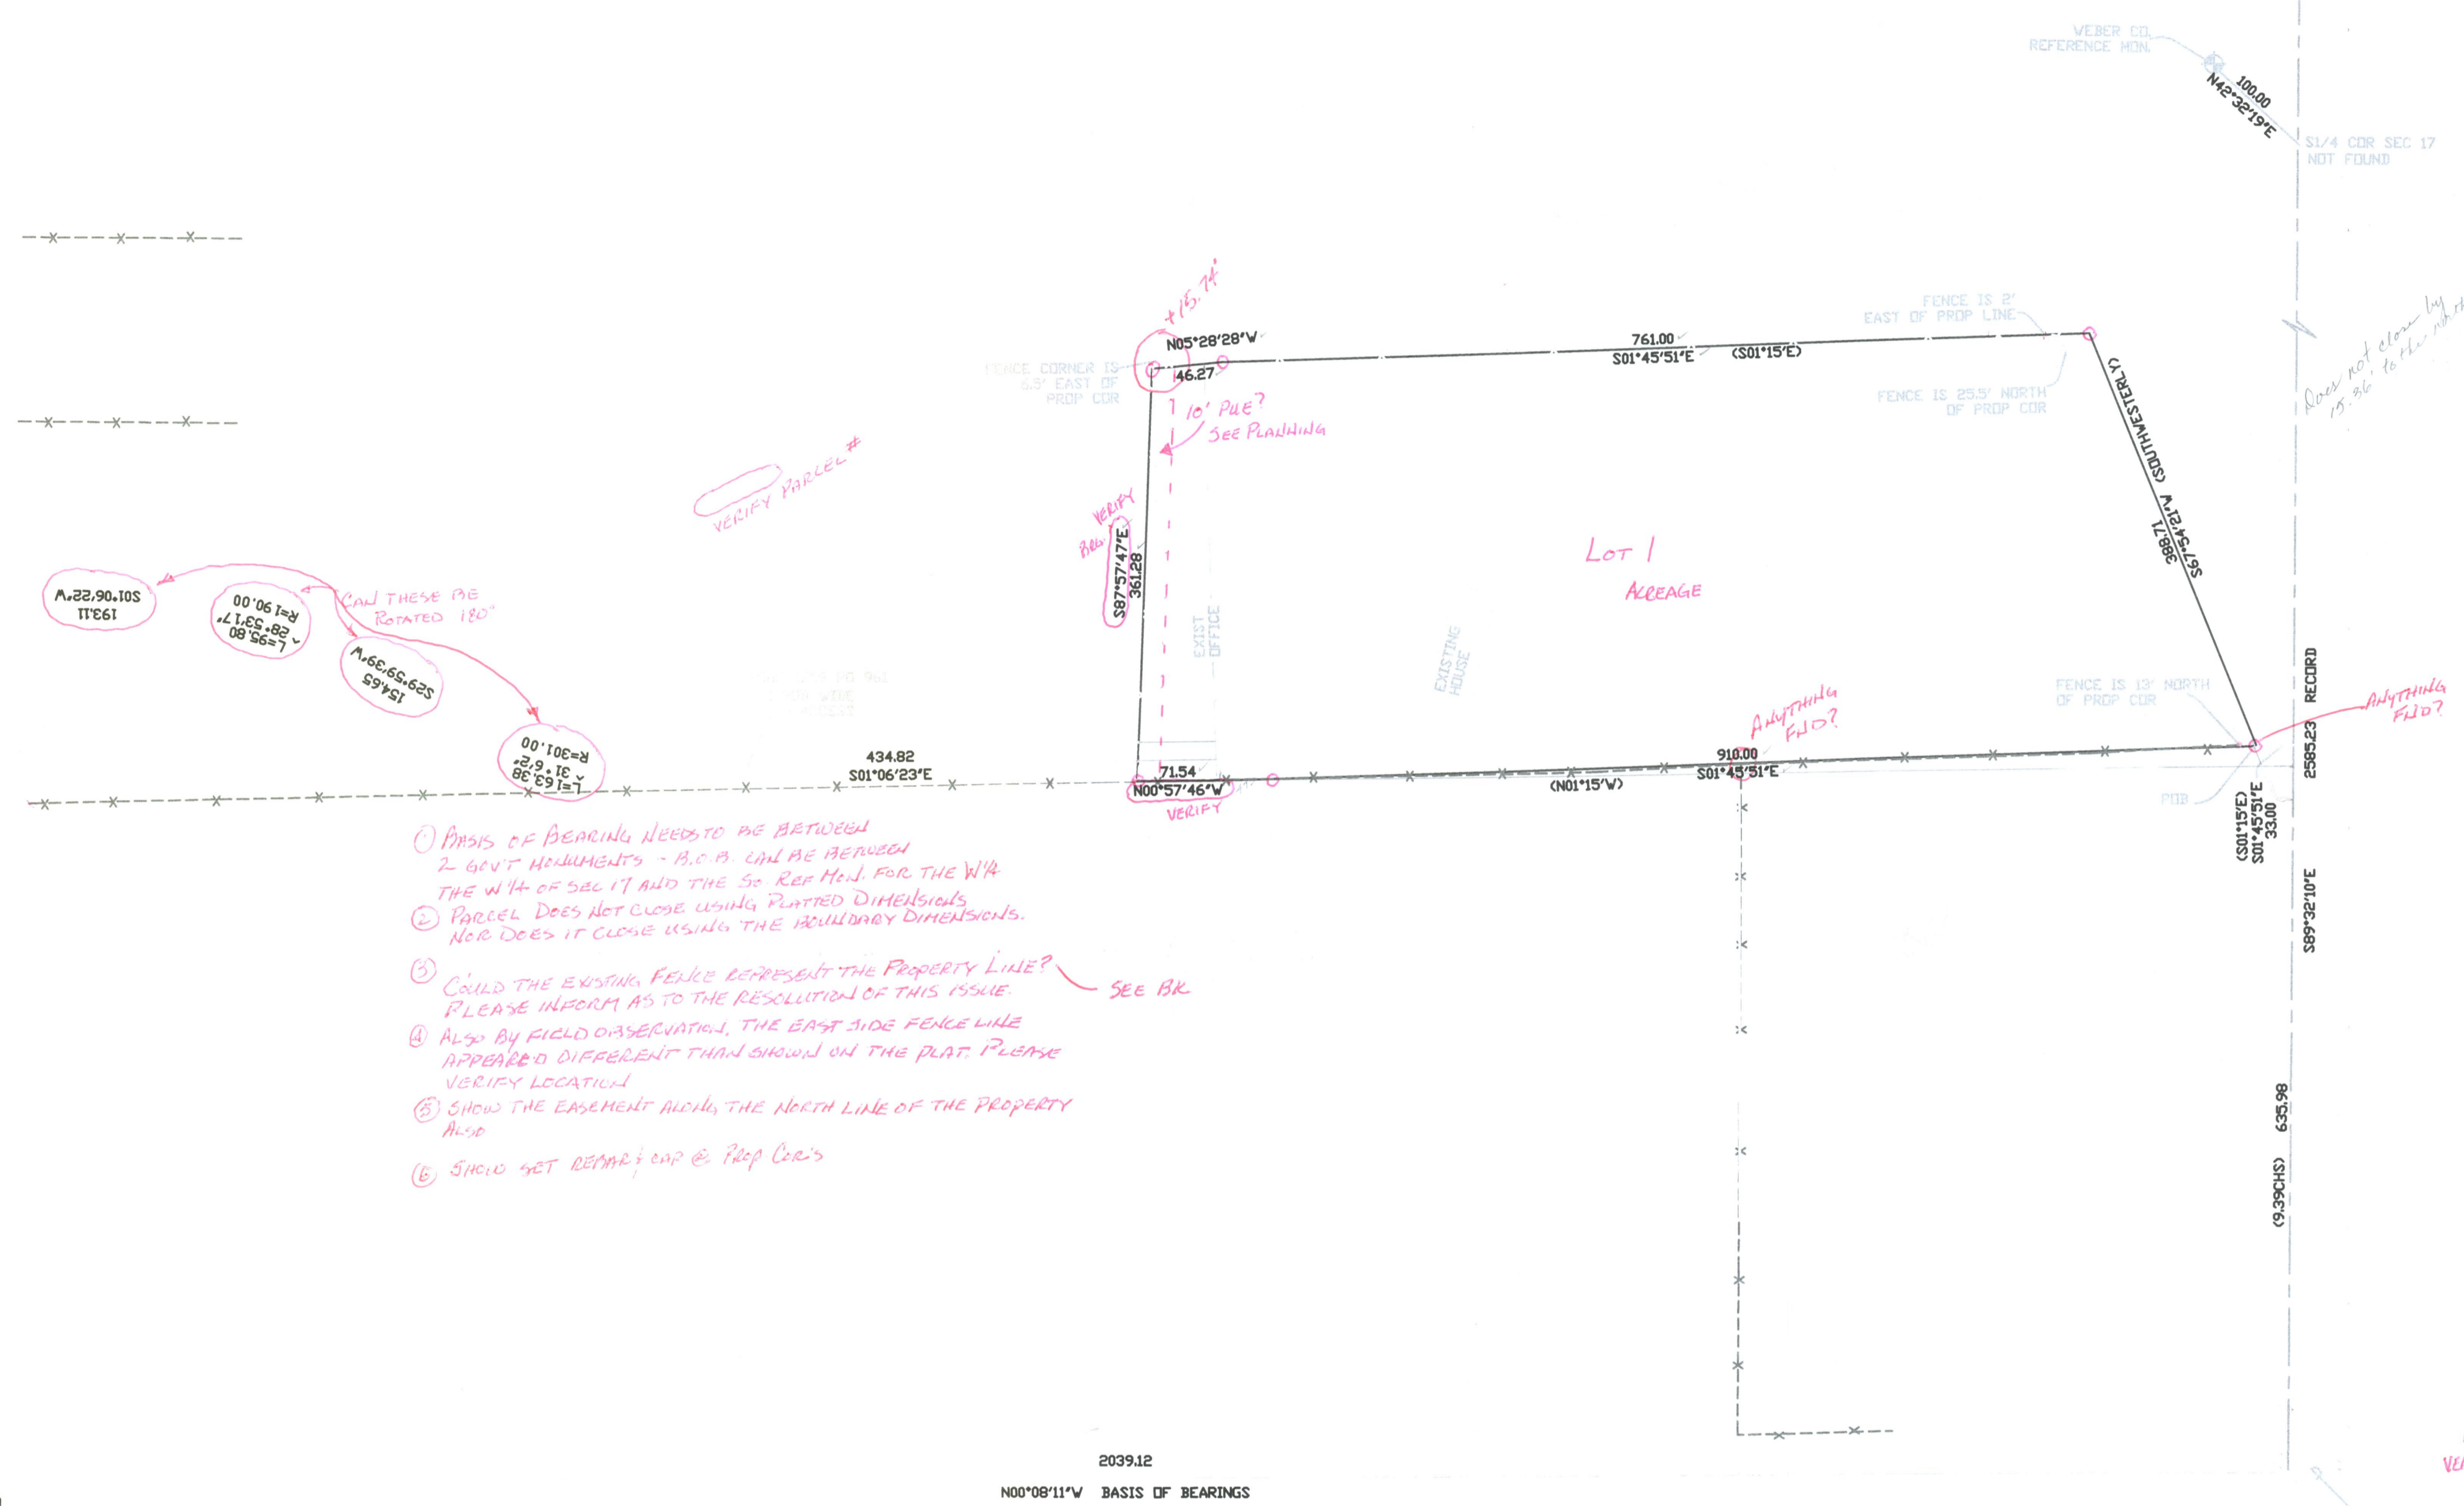 WEBER CO.
REFERENCE MON.
100.00
N42°32'19"E
S1/4 COR SEC 17
NOT FOUND
Does not close by
15.36' to the north
+15.74'
N05°28'28"W
46.27
FENCE CORNER IS
6.5' EAST OF
PROP COR
761.00
S01°45'51"E (S01°15'E)
FENCE IS 2'
EAST OF PROP LINE
FENCE IS 25.5' NORTH
OF PROP COR
S67°54'21"W (SOUTHWESTERLY)
388.71
10' PUE?
SEE PLANNING
VERIFY PARCEL #
VERIFY
BRG.
S87°57'47"E
361.28
LOT 1
ACREAGE
EXIST
OFFICE
EXISTING
HOUSE
193.11
S01°06'22"W
L=95.80
^ 28°53'17"
R=190.00
CAN THESE BE
ROTATED 180°
154.65
S29°59'39"W
L=163.38
^ 31°6'2"
R=301.00
PG 961
WIDE
434.82
S01°06'23"E
71.54
N00°57'46"W
VERIFY
ANYTHING
FND?
910.00
S01°45'51"E
(N01°15'W)
FENCE IS 13' NORTH
OF PROP COR
ANYTHING
FND?
POB
(S01°15'E)
S01°45'51"E
33.00
2585.23 RECORD
S89°32'10"E
(9.39CHS) 635.98
① BASIS OF BEARING NEEDS TO BE BETWEEN
2 GOV'T MONUMENTS - B.O.B. CAN BE BETWEEN
THE W1/4 OF SEC 17 AND THE SO REF MON. FOR THE W1/4
② PARCEL DOES NOT CLOSE USING PLATTED DIMENSIONS
NOR DOES IT CLOSE USING THE BOUNDARY DIMENSIONS.
③ COULD THE EXISTING FENCE REPRESENT THE PROPERTY LINE?
PLEASE INFORM AS TO THE RESOLUTION OF THIS ISSUE.
SEE BK
④ ALSO BY FIELD OBSERVATION, THE EAST SIDE FENCE LINE
APPEARED DIFFERENT THAN SHOWN ON THE PLAT. PLEASE
VERIFY LOCATION
⑤ SHOW THE EASEMENT ALONG THE NORTH LINE OF THE PROPERTY
ALSO
⑥ SHOW SET REBAR & CAP @ PROP COR'S
2039.12
N00°08'11"W BASIS OF BEARINGS